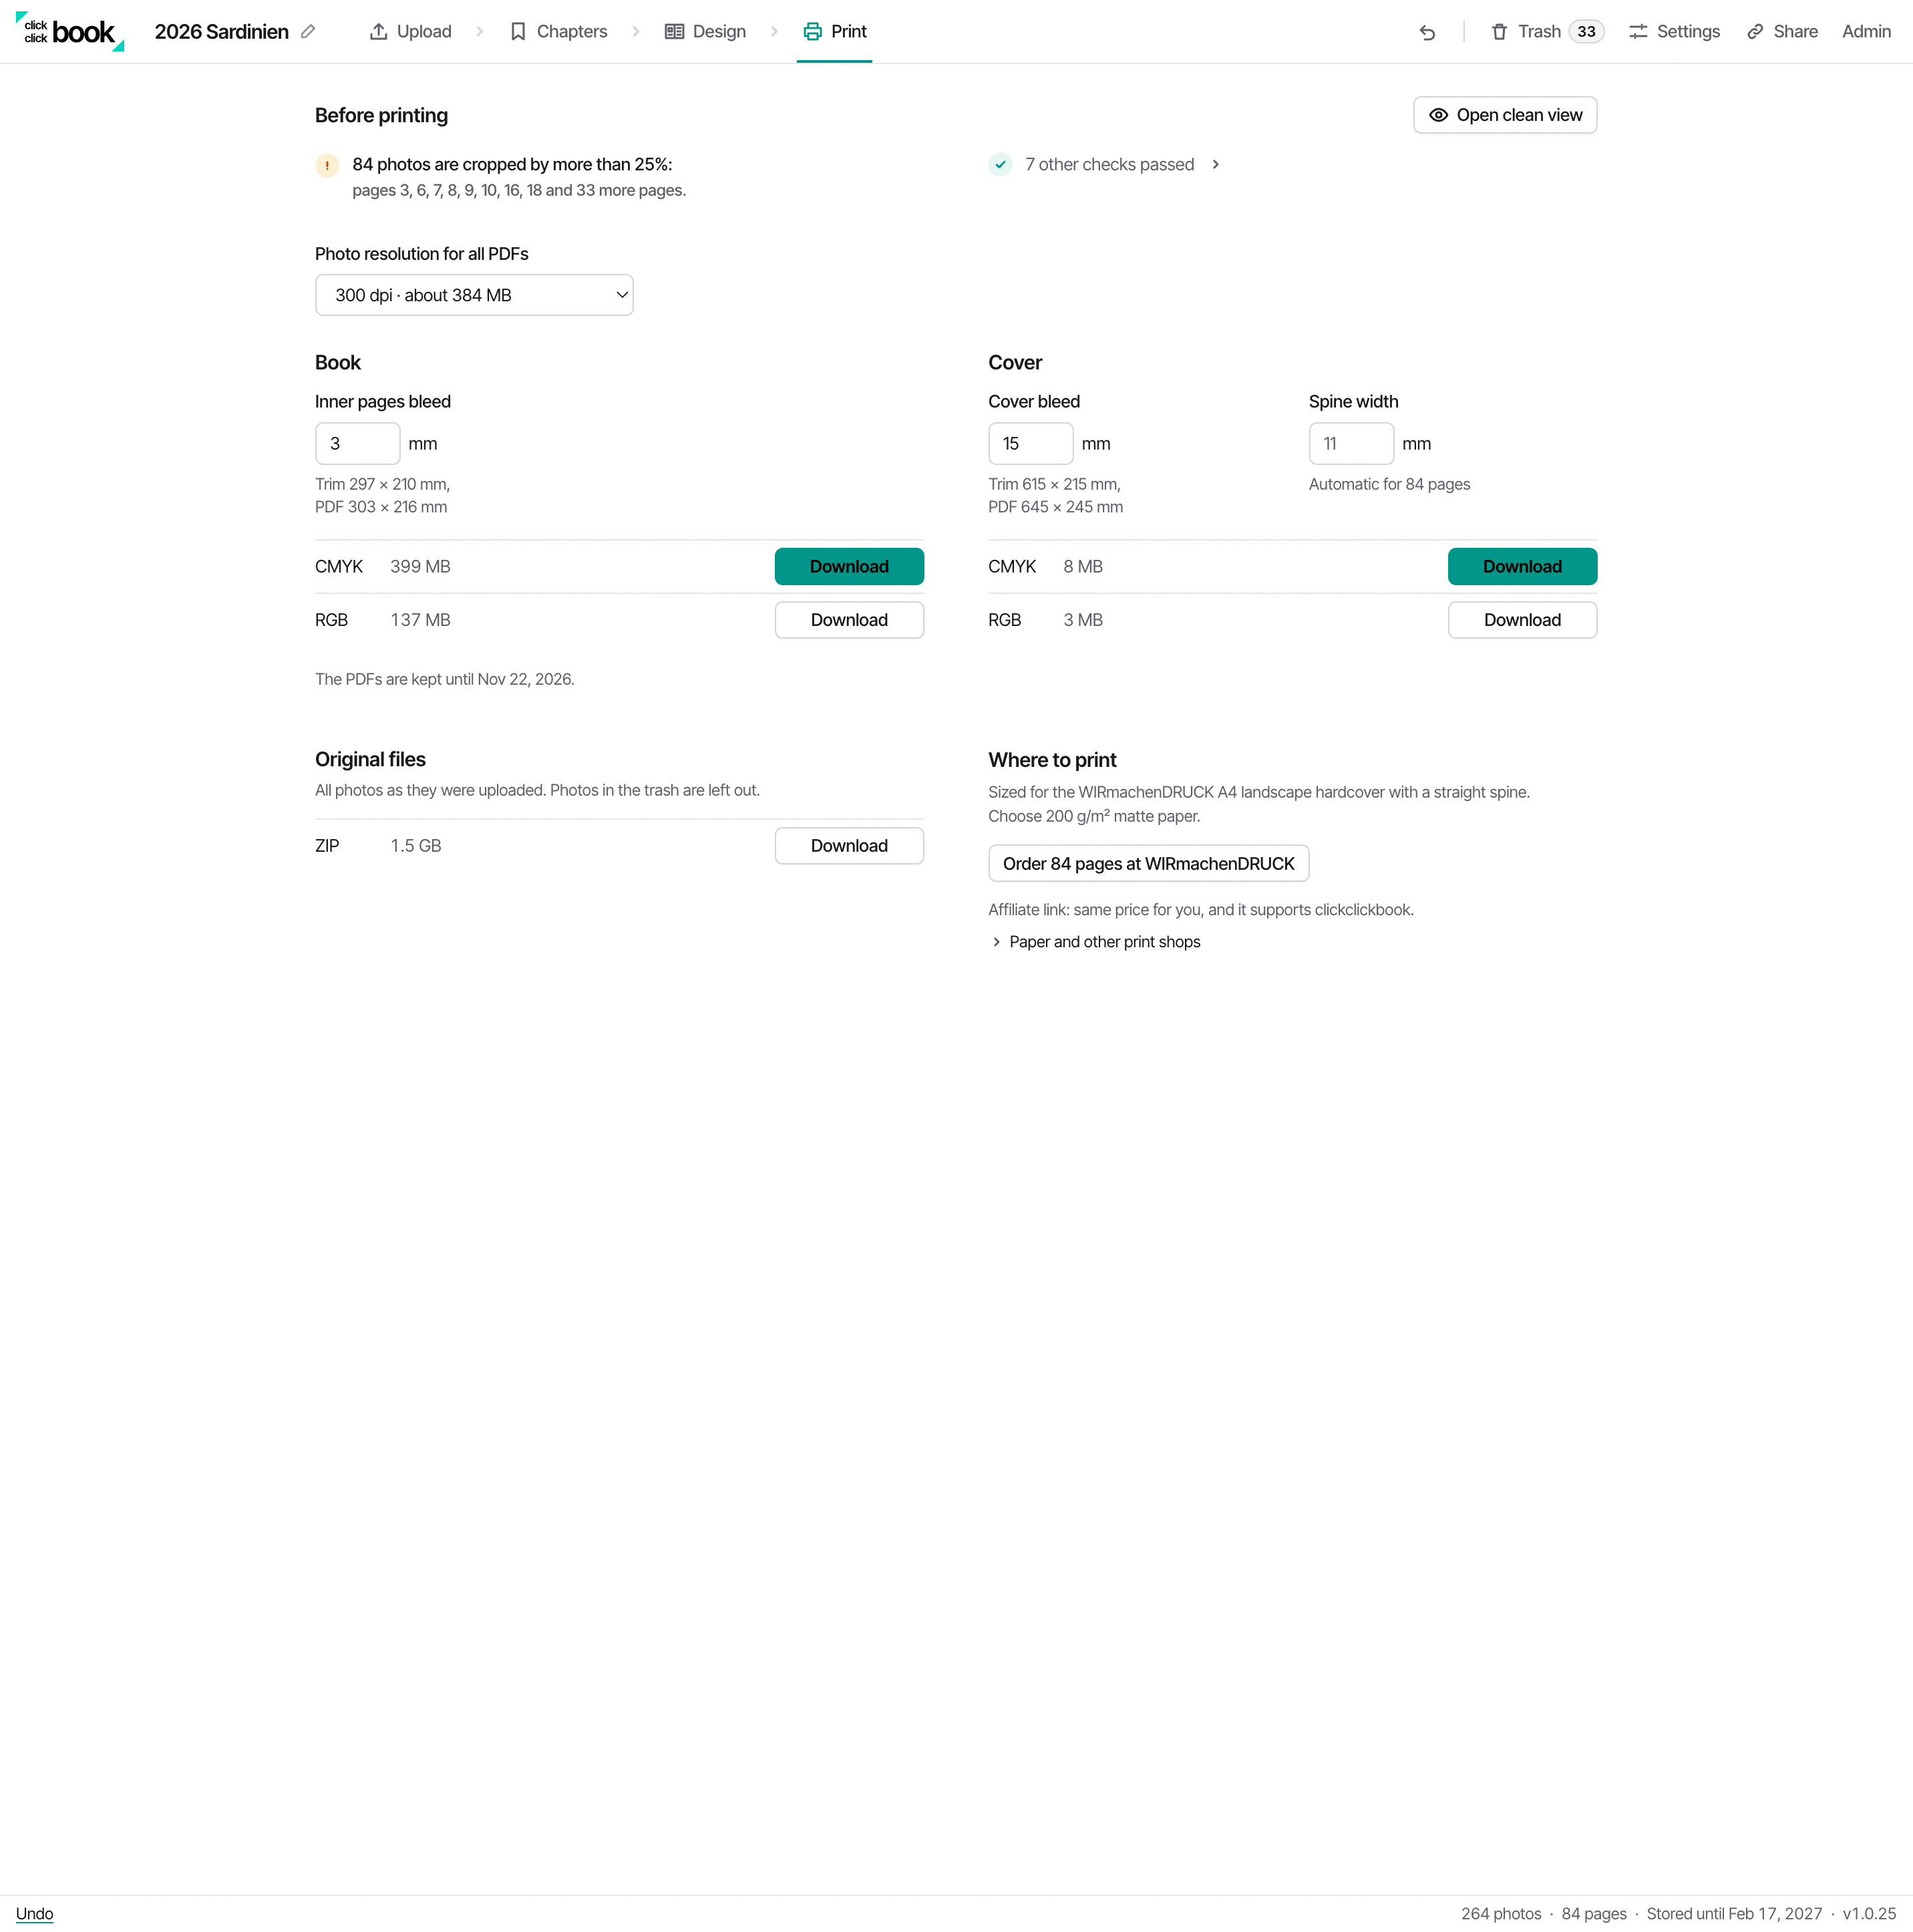 click
click book
2026 Sardinien
Upload
Chapters
Design
Print
Trash 33
Settings
Share
Admin
Before printing
Open clean view
! 84 photos are cropped by more than 25%:
pages 3, 6, 7, 8, 9, 10, 16, 18 and 33 more pages.
7 other checks passed
Photo resolution for all PDFs
300 dpi · about 384 MB
Book
Inner pages bleed
3 mm
Trim 297 × 210 mm,
PDF 303 × 216 mm
CMYK 399 MB Download
RGB 137 MB Download
The PDFs are kept until Nov 22, 2026.
Cover
Cover bleed
15 mm
Trim 615 × 215 mm,
PDF 645 × 245 mm
Spine width
11 mm
Automatic for 84 pages
CMYK 8 MB Download
RGB 3 MB Download
Original files
All photos as they were uploaded. Photos in the trash are left out.
ZIP 1.5 GB Download
Where to print
Sized for the WIRmachenDRUCK A4 landscape hardcover with a straight spine.
Choose 200 g/m² matte paper.
Order 84 pages at WIRmachenDRUCK
Affiliate link: same price for you, and it supports clickclickbook.
Paper and other print shops
Undo
264 photos · 84 pages · Stored until Feb 17, 2027 · v1.0.25